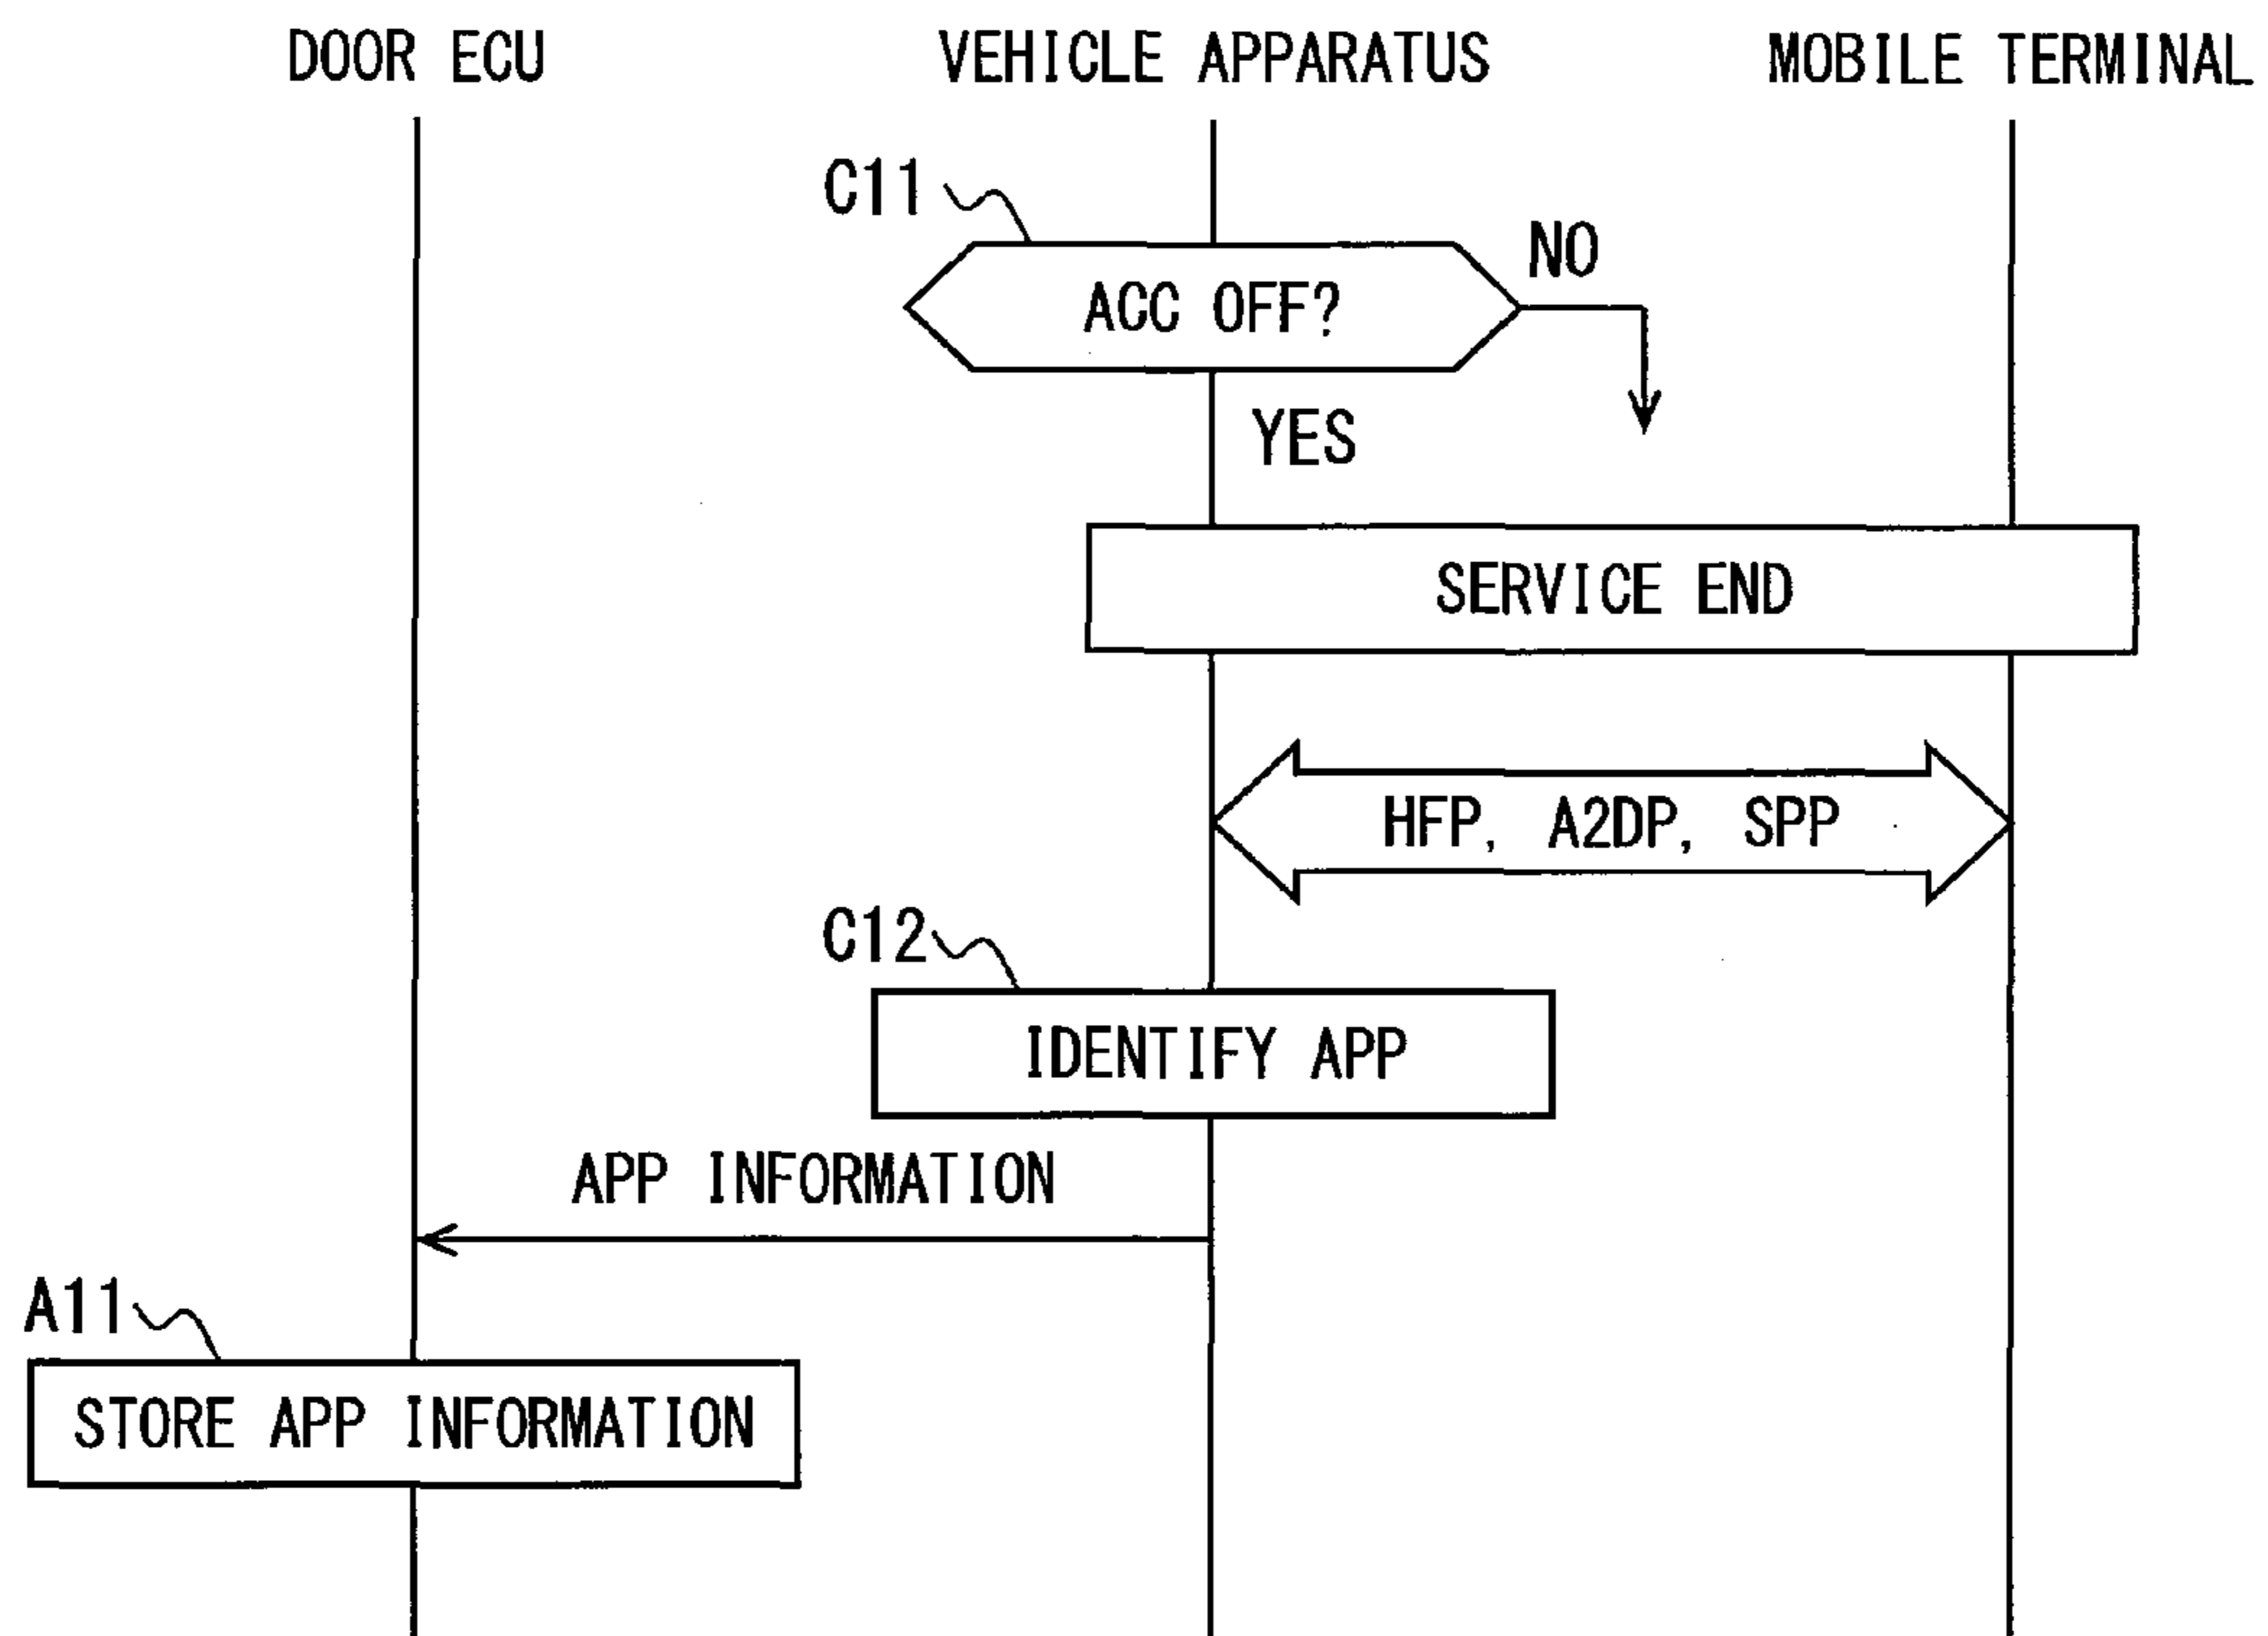 DOOR ECU
VEHICLE APPARATUS
MOBILE TERMINAL
C11
NO
ACC OFF?
YES
SERVICE END
HFP, A2DP, SPP
C12
IDENTIFY APP
APP INFORMATION
A11
STORE APP INFORMATION